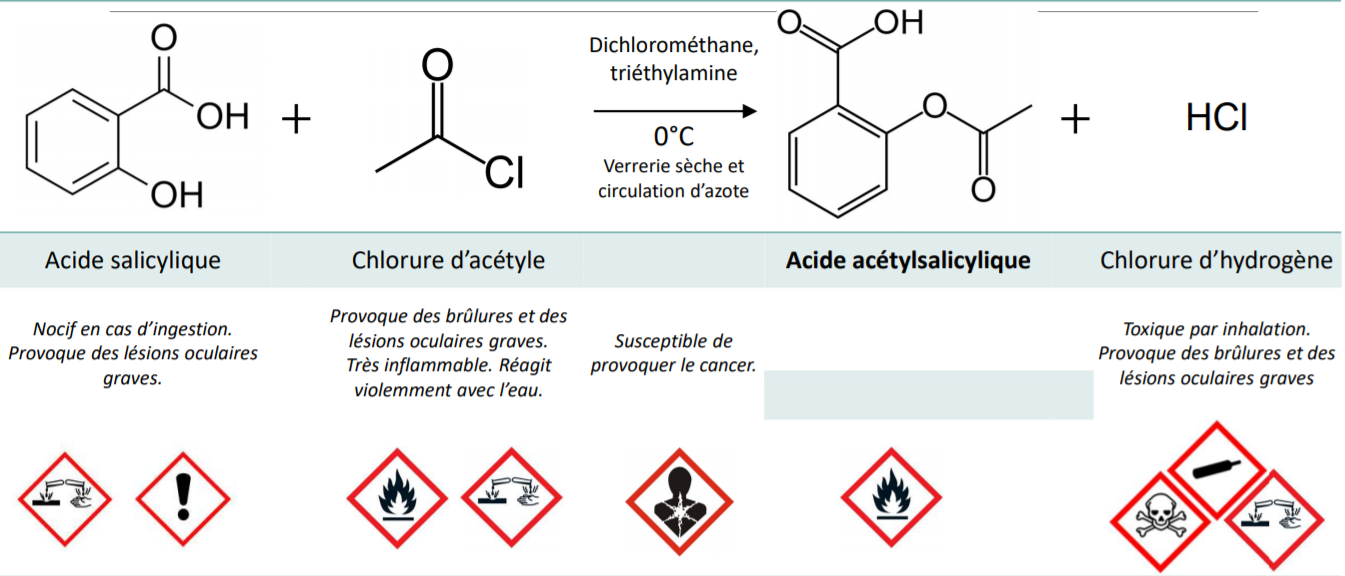 O
OH
OH
+
O
Cl
Dichlorométhane,
triéthylamine
0°C
Verrerie sèche et
circulation d’azote
O
OH
O
O
+
HCl
Acide salicylique
Chlorure d’acétyle
Acide acétylsalicylique
Chlorure d’hydrogène
Nocif en cas d’ingestion.
Provoque des lésions oculaires
graves.
Provoque des brûlures et des
lésions oculaires graves.
Très inflammable. Réagit
violemment avec l’eau.
Susceptible de
provoquer le cancer.
Toxique par inhalation.
Provoque des brûlures et des
lésions oculaires graves